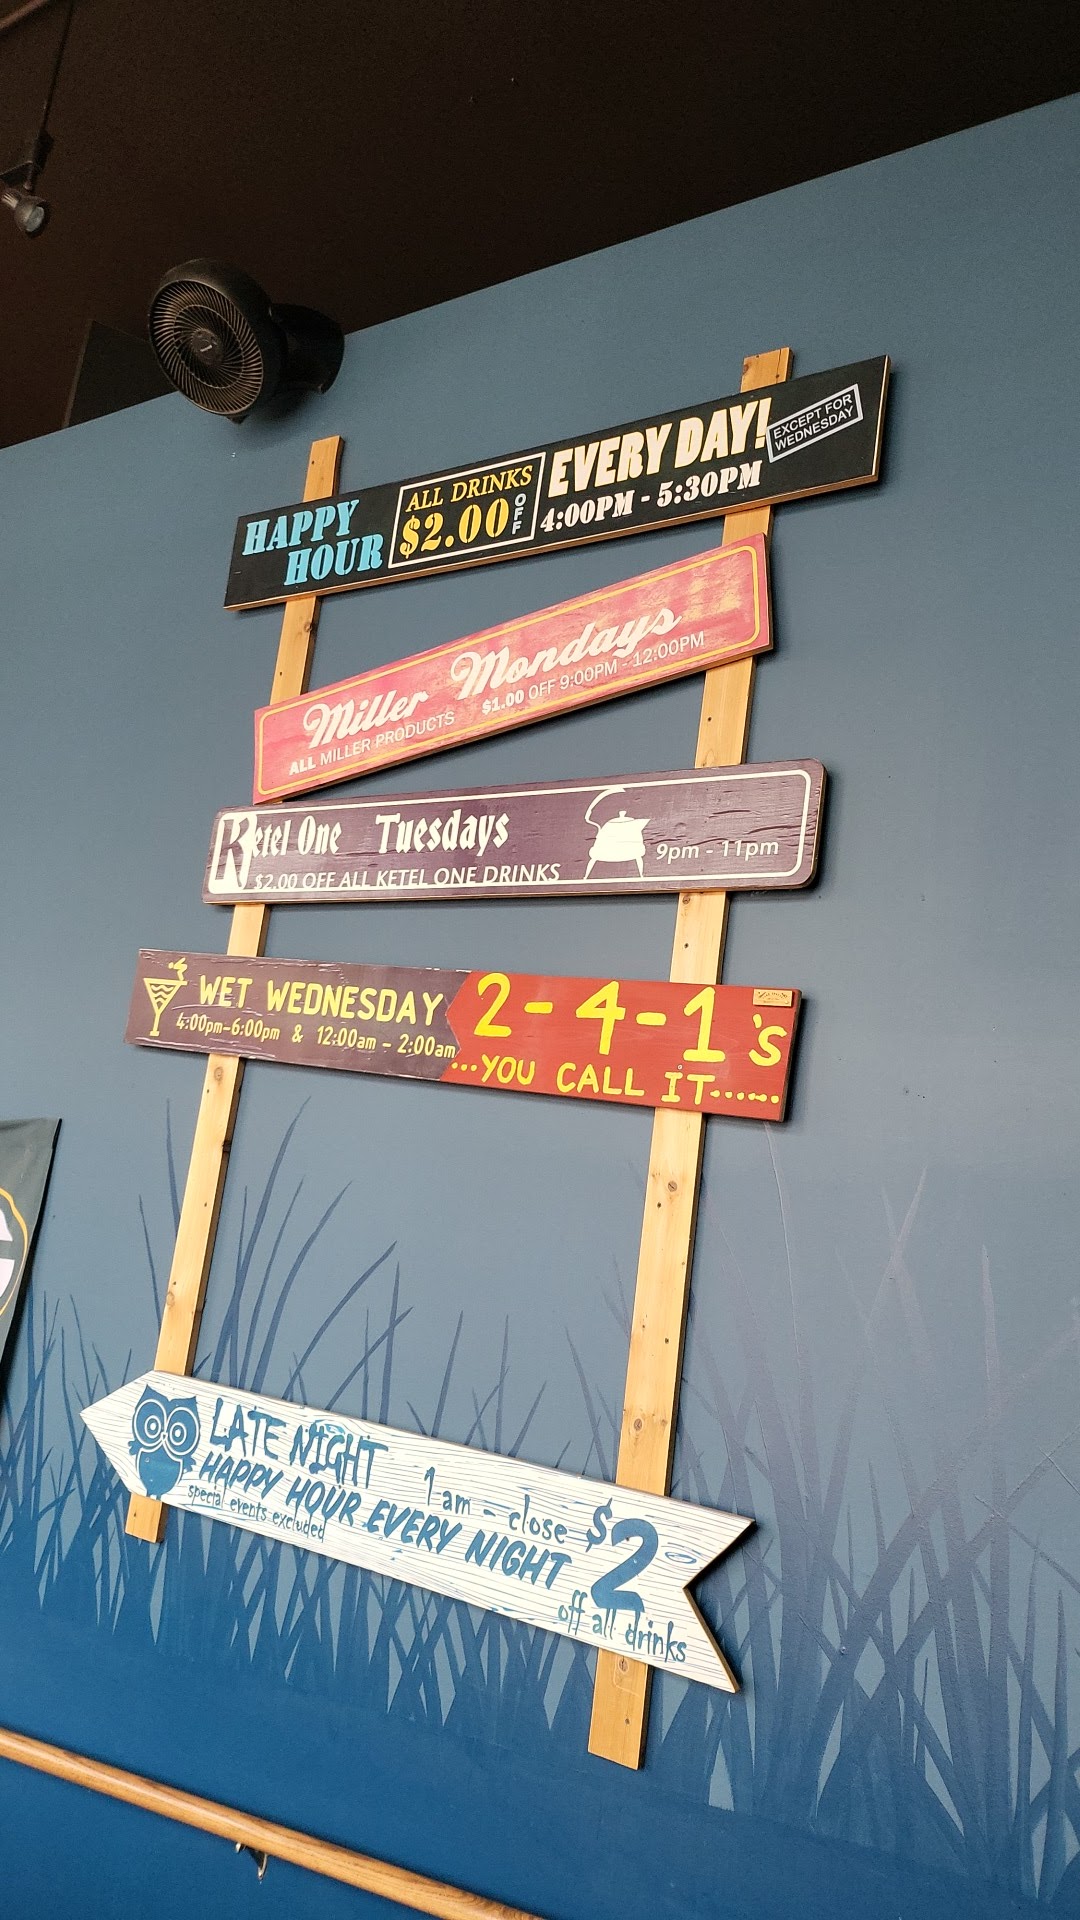 HAPPY
HOUR
ALL DRINKS
$2.00 OFF
EVERY DAY!
4:00PM - 5:30PM
EXCEPT FOR
WEDNESDAY
Miller Mondays
ALL MILLER PRODUCTS $1.00 OFF 9:00PM - 12:00PM
Ketel One Tuesdays
$2.00 OFF ALL KETEL ONE DRINKS
9pm - 11pm
WET WEDNESDAY
4:00pm-6:00pm & 12:00am - 2:00am
2-4-1's
...YOU CALL IT......
LATE NIGHT
HAPPY HOUR EVERY NIGHT
special events excluded
1am - close
$2
off all drinks